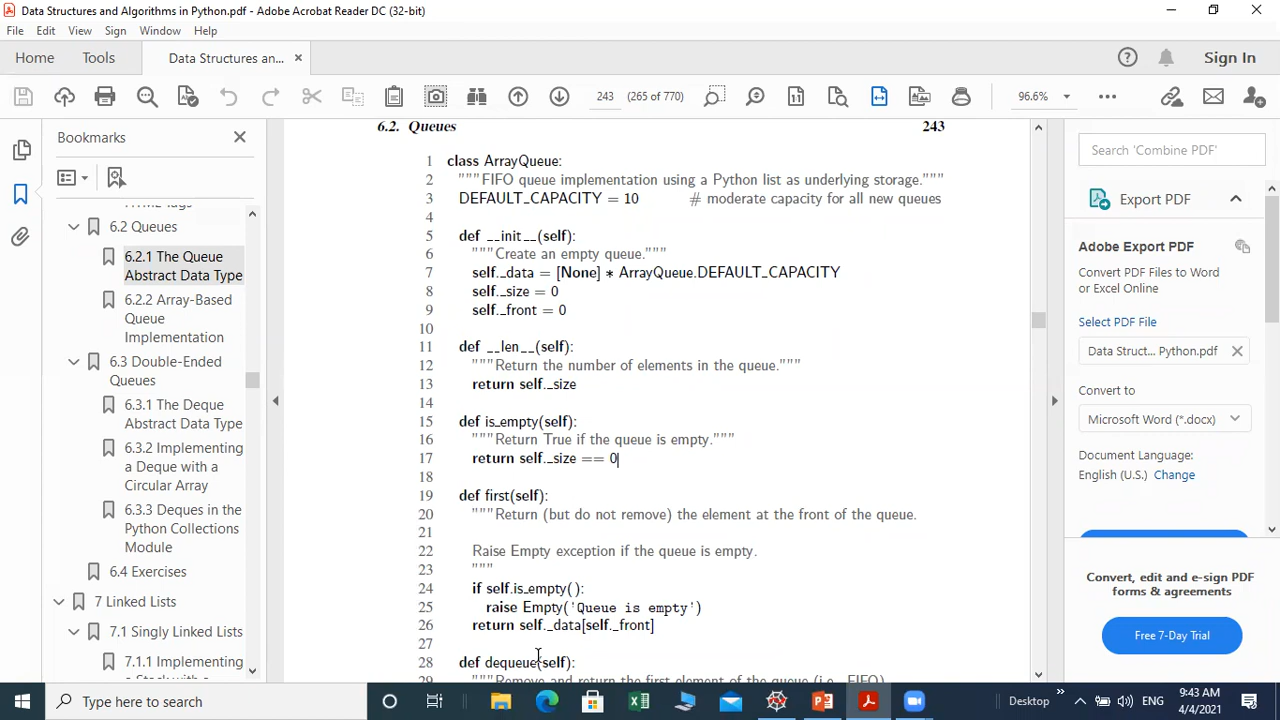 Data Structures and Algorithms in Python.pdf - Adobe Acrobat Reader DC (32-bit)
File Edit View Sign Window Help
Home Tools Data Structures an... × Sign In
243 (265 of 770) 96.6%
Bookmarks
6.2 Queues
6.2.1 The Queue
Abstract Data Type
6.2.2 Array-Based
Queue
Implementation
6.3 Double-Ended
Queues
6.3.1 The Deque
Abstract Data Type
6.3.2 Implementing
a Deque with a
Circular Array
6.3.3 Deques in the
Python Collections
Module
6.4 Exercises
7 Linked Lists
7.1 Singly Linked Lists
7.1.1 Implementing
6.2. Queues 243
1 class ArrayQueue:
2 """FIFO queue implementation using a Python list as underlying storage."""
3 DEFAULT_CAPACITY = 10 # moderate capacity for all new queues
4
5 def __init__(self):
6 """Create an empty queue."""
7 self._data = [None] * ArrayQueue.DEFAULT_CAPACITY
8 self._size = 0
9 self._front = 0
10
11 def __len__(self):
12 """Return the number of elements in the queue."""
13 return self._size
14
15 def is_empty(self):
16 """Return True if the queue is empty."""
17 return self._size == 0
18
19 def first(self):
20 """Return (but do not remove) the element at the front of the queue.
21
22 Raise Empty exception if the queue is empty.
23 """
24 if self.is_empty():
25 raise Empty('Queue is empty')
26 return self._data[self._front]
27
28 def dequeue(self):
29 """Remove and return the first element of the queue (i.e., FIFO).
Search 'Combine PDF'
Export PDF
Adobe Export PDF
Convert PDF Files to Word
or Excel Online
Select PDF File
Data Struct... Python.pdf
Convert to
Microsoft Word (*.docx)
Document Language:
English (U.S.) Change
Convert, edit and e-sign PDF
forms & agreements
Free 7-Day Trial
Type here to search
Desktop
ENG
9:43 AM
4/4/2021